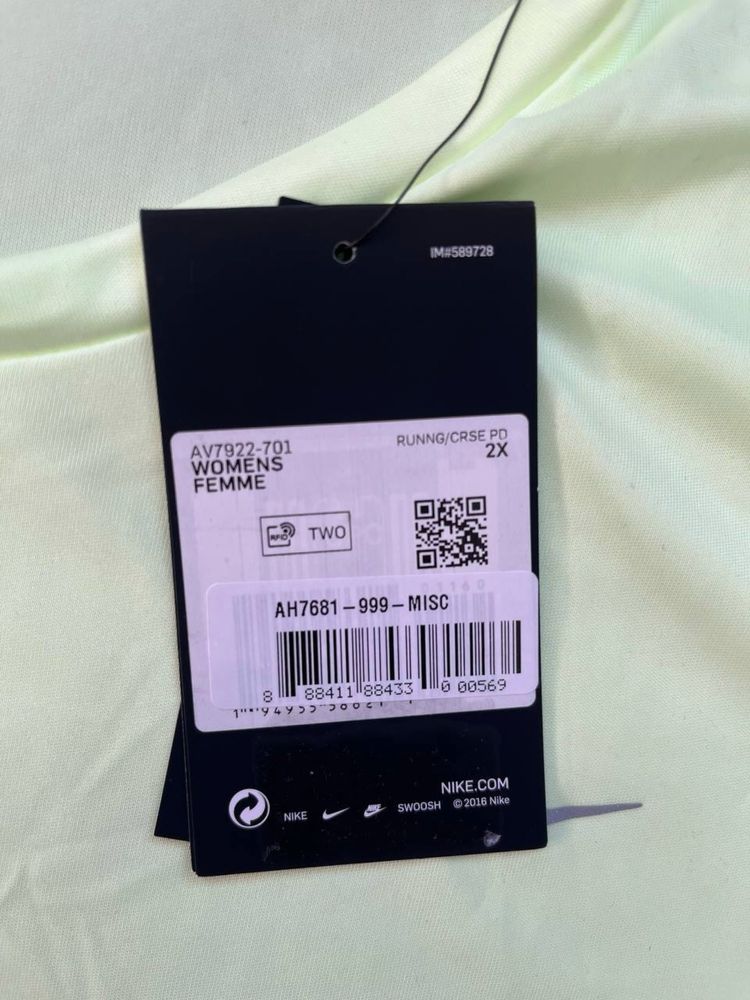 IM#589728
AV7922-701
WOMENS
FEMME
RUNNG/CRSE PD
2X
RFID TWO
AH7681-999-MISC
8 88411 88433 0 00569
NIKE.COM
NIKE SWOOSH © 2016 Nike